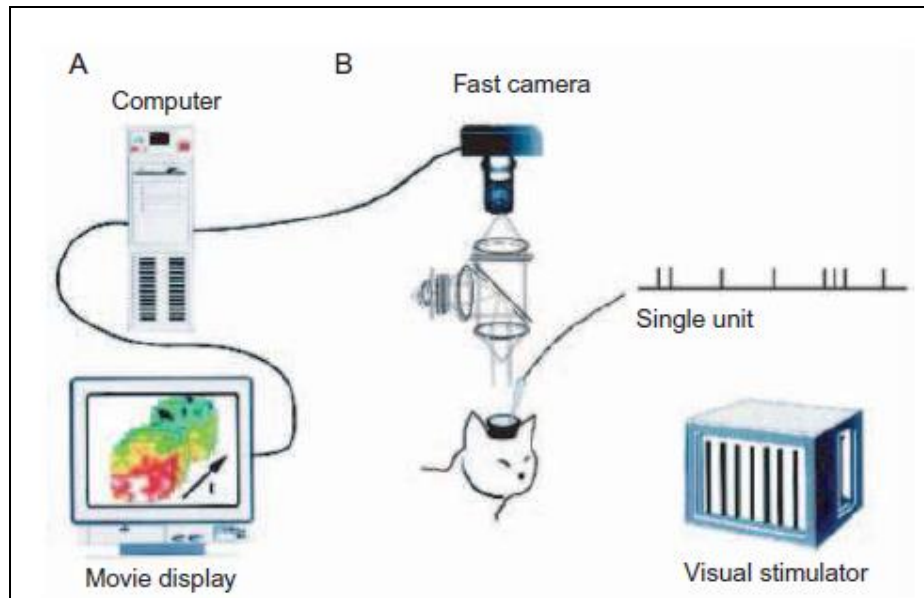 A
B
Computer
Fast camera
Single unit
t
Movie display
Visual stimulator